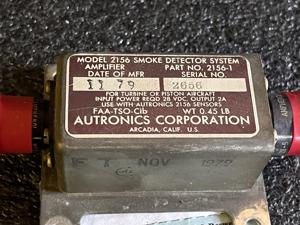 MODEL 2156 SMOKE DETECTOR SYSTEM
AMPLIFIER PART NO. 2156-1
DATE OF MFR SERIAL NO.
11 79 2656
FOR TURBINE OR PISTON AIRCRAFT
INPUT POWER REQD 28 VDC, OUTPUT 2A
USE WITH AUTRONICS 2156 SENSORS
FAA-TSO-C1b WT 0.45 LB
AUTRONICS CORPORATION
ARCADIA, CALIF. U.S.
NOV 1979